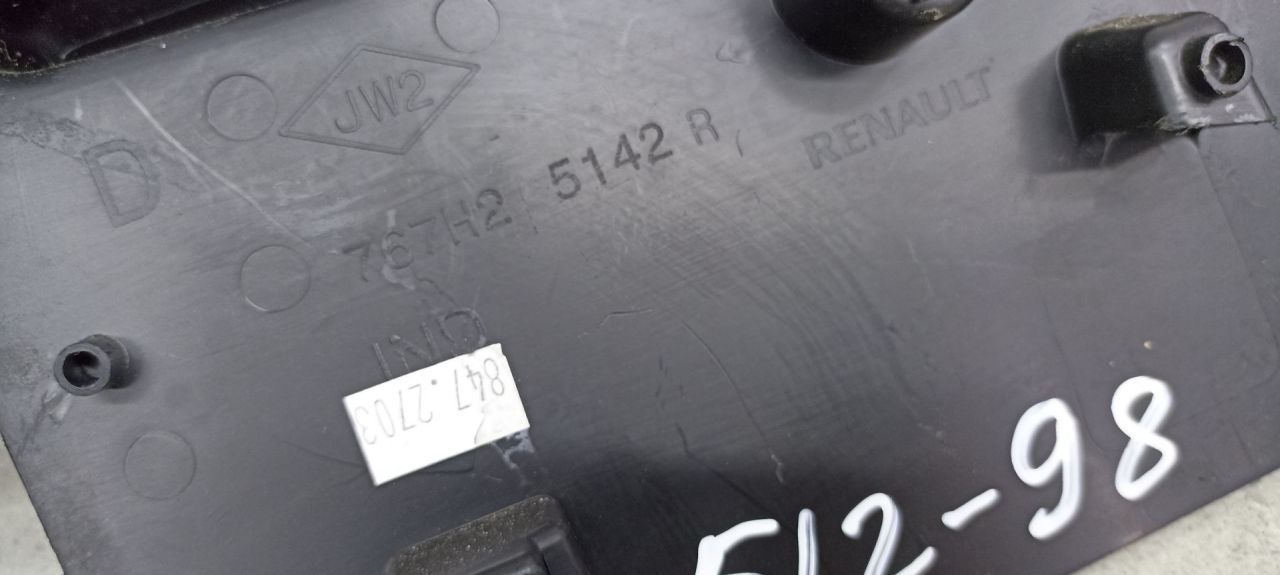 JW2
D
767H2 5142 R
RENAULT
IND
847.2703
512-98